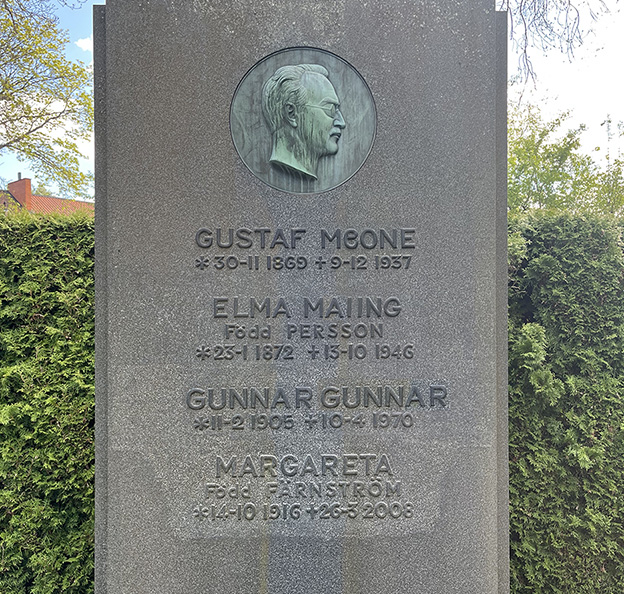 GUSTAF MØONE
* 30-11 1869 + 9-12 1937
ELMA MAIING
Född PERSSON
*23-1 1872 +13-10 1946
GUNNAR GUNNAR
*11-2 1905 +10-4 1970
MARGARETA
Född FÄRNSTRÖM
*14-10 1916 +26-3 2008